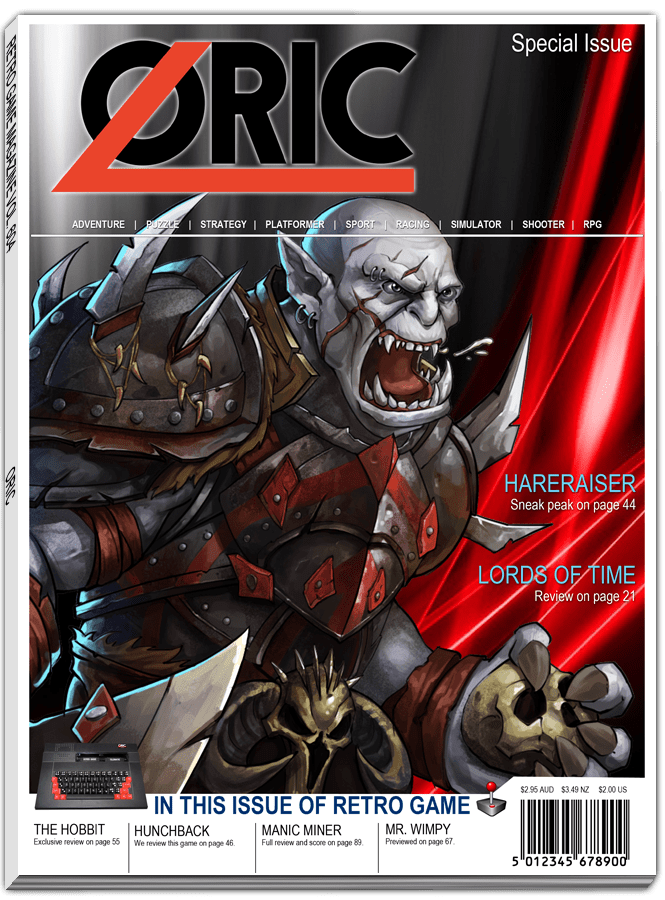 ORIC
Special Issue
ADVENTURE | PUZZLE | STRATEGY | PLATFORMER | SPORT | RACING | SIMULATOR | SHOOTER | RPG
HARERAISER
Sneak peak on page 44
LORDS OF TIME
Review on page 21
IN THIS ISSUE OF RETRO GAME
THE HOBBIT
Exclusive review on page 55
HUNCHBACK
We review this game on page 46.
MANIC MINER
Full review and score on page 89.
MR. WIMPY
Previewed on page 67.
$2.95 AUD $3.49 NZ $2.00 US
5 012345 678900
RETRO GAME MAGAZINE
ORIC